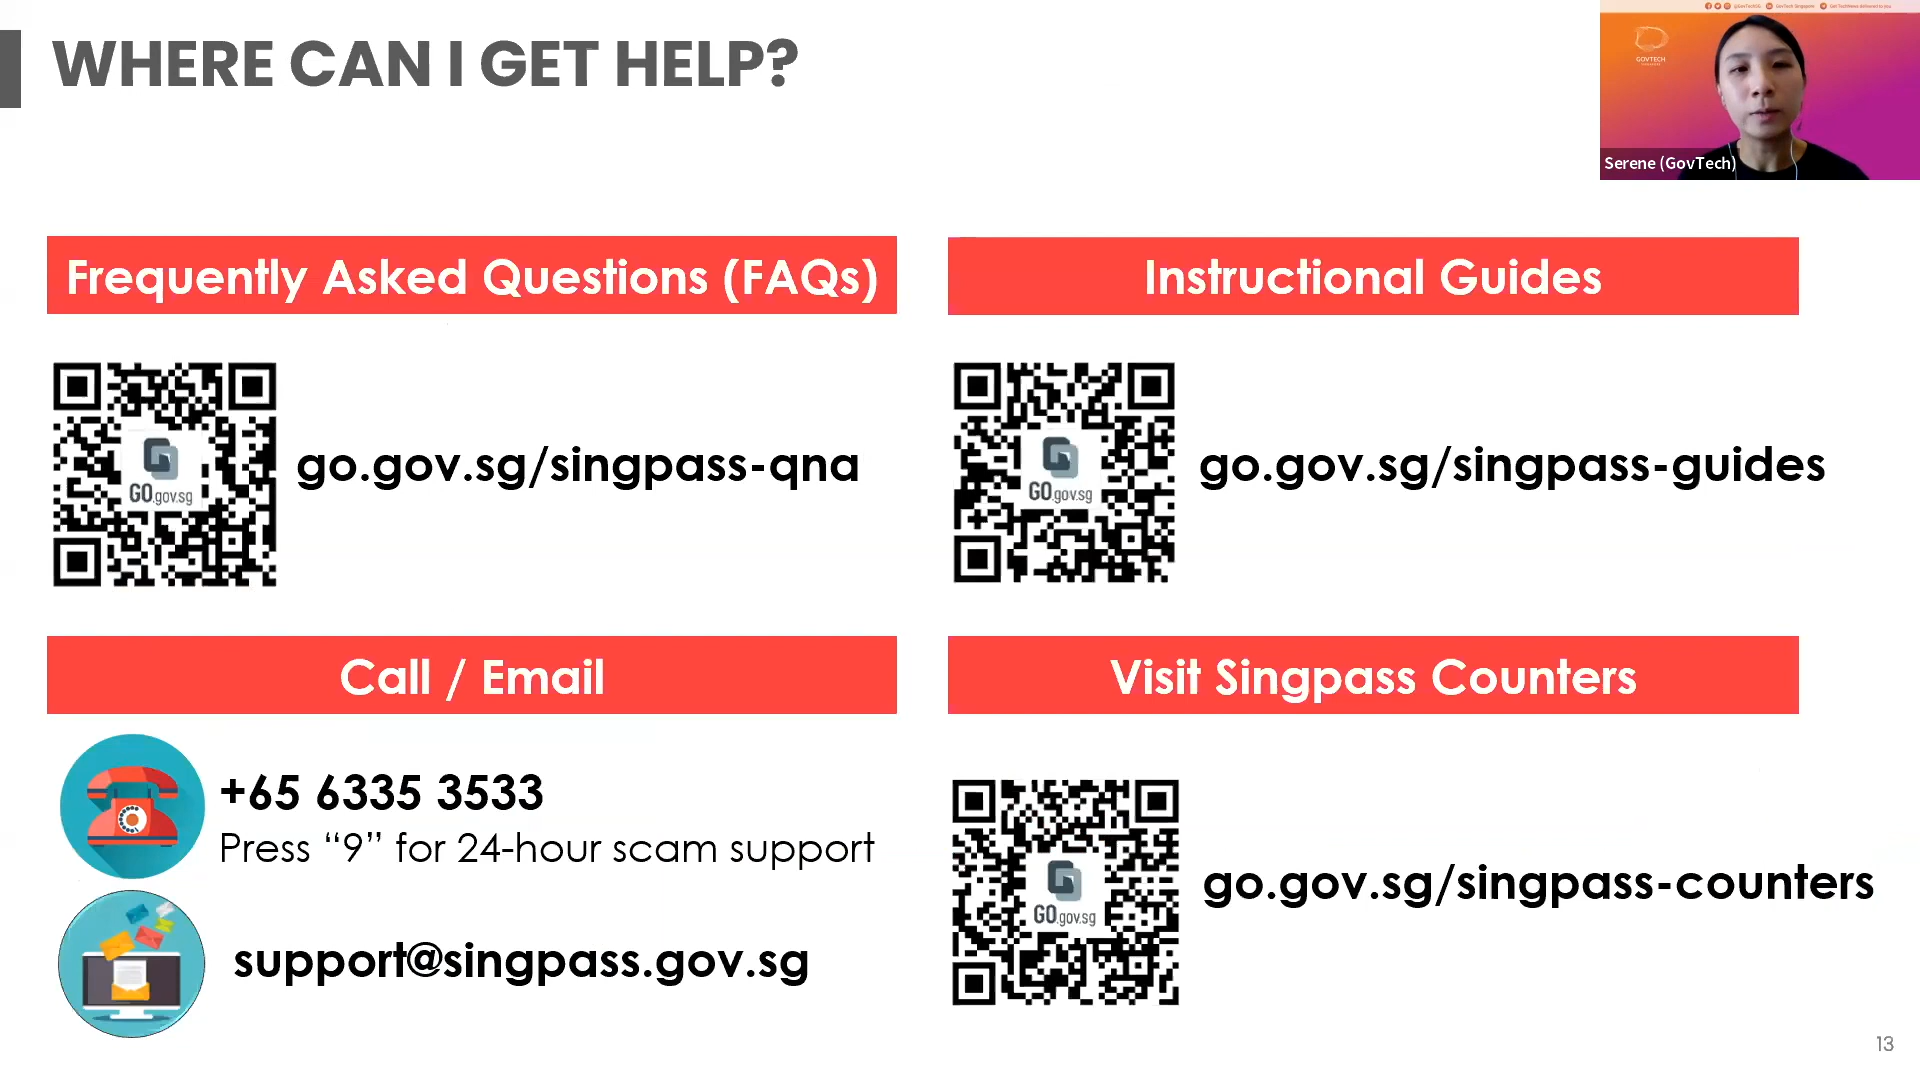 WHERE CAN I GET HELP?
GOVTECH
Serene (GovTech)
Frequently Asked Questions (FAQs)
Instructional Guides
GO.gov.sg
go.gov.sg/singpass-qna
GO.gov.sg
go.gov.sg/singpass-guides
Call / Email
Visit Singpass Counters
+65 6335 3533
Press “9” for 24-hour scam support
support@singpass.gov.sg
GO.gov.sg
go.gov.sg/singpass-counters
13